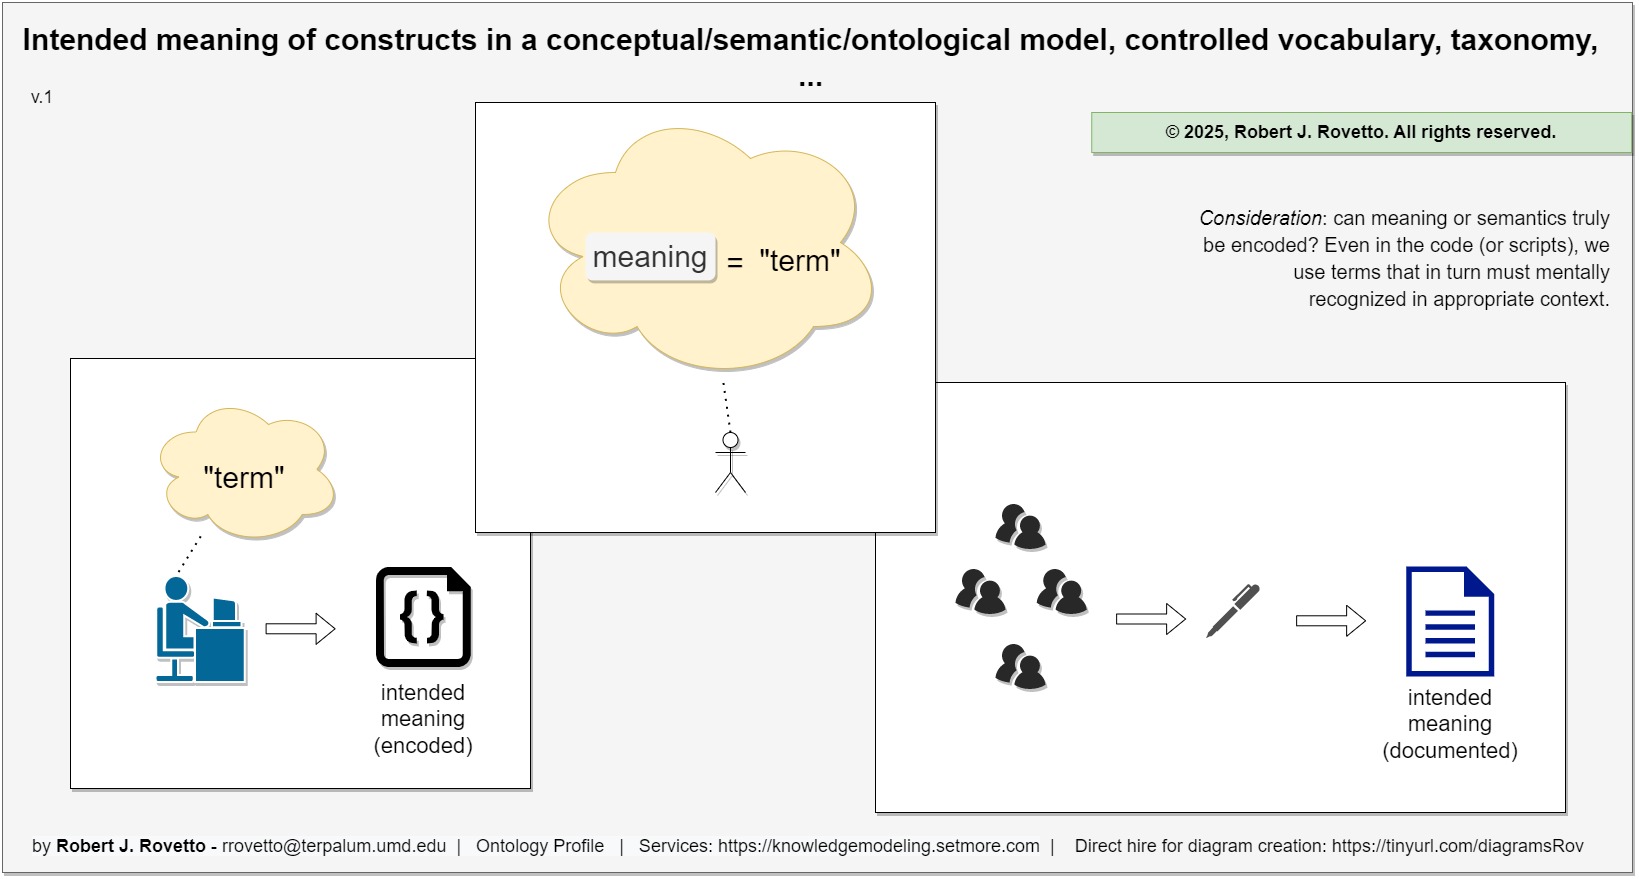 Intended meaning of constructs in a conceptual/semantic/ontological model, controlled vocabulary, taxonomy,
...
v.1
© 2025, Robert J. Rovetto. All rights reserved.
Consideration: can meaning or semantics truly
be encoded? Even in the code (or scripts), we
use terms that in turn must mentally
recognized in appropriate context.
meaning = "term"
"term"
{}
intended
meaning
(encoded)
intended
meaning
(documented)
by Robert J. Rovetto - rrovetto@terpalum.umd.edu | Ontology Profile | Services: https://knowledgemodeling.setmore.com | Direct hire for diagram creation: https://tinyurl.com/diagramsRov